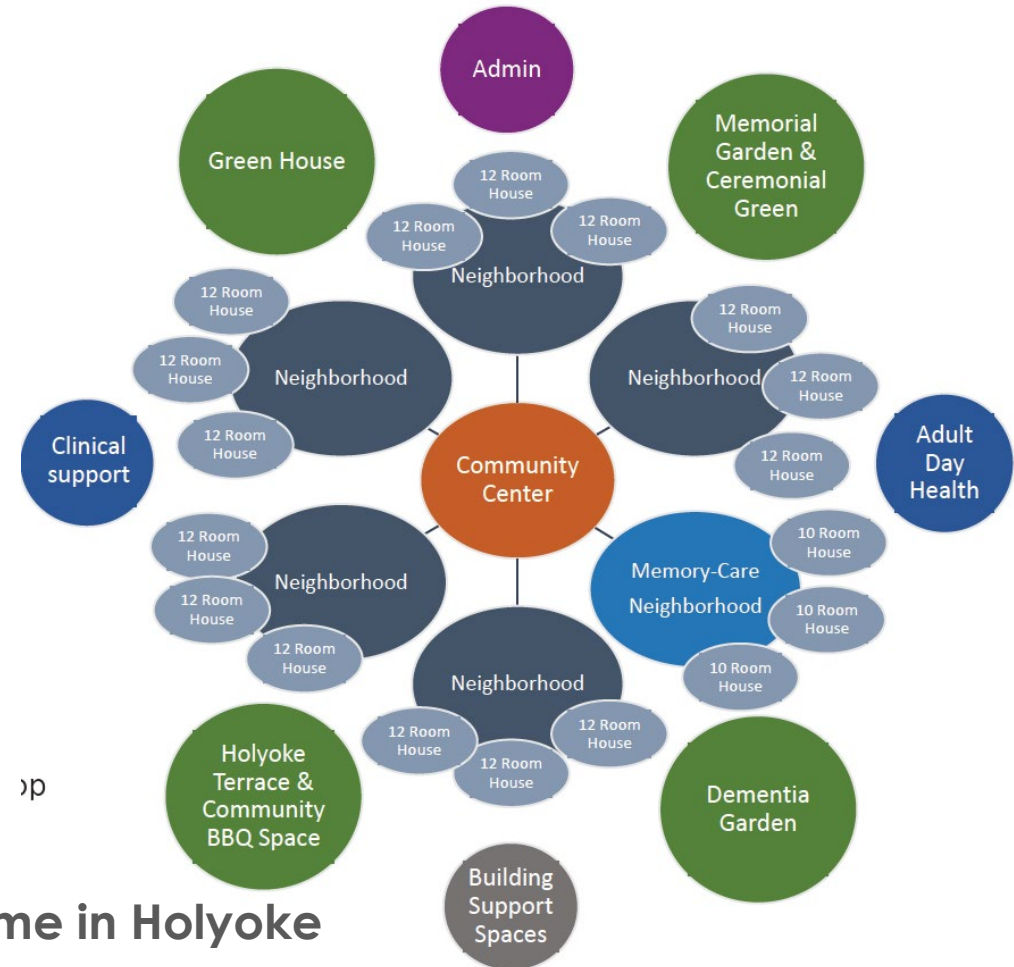 Admin
Green House
Memorial
Garden &
Ceremonial
Green
12 Room
House
12 Room
House
12 Room
House
Neighborhood
12 Room
House
12 Room
House
12 Room
House
Neighborhood
12 Room
House
12 Room
House
12 Room
House
Neighborhood
Clinical
support
Community
Center
Adult
Day
Health
12 Room
House
12 Room
House
12 Room
House
Neighborhood
Memory-Care
Neighborhood
10 Room
House
10 Room
House
10 Room
House
Neighborhood
12 Room
House
12 Room
House
12 Room
House
Holyoke
Terrace &
Community
BBQ Space
Dementia
Garden
op
Building
Support
Spaces
me in Holyoke